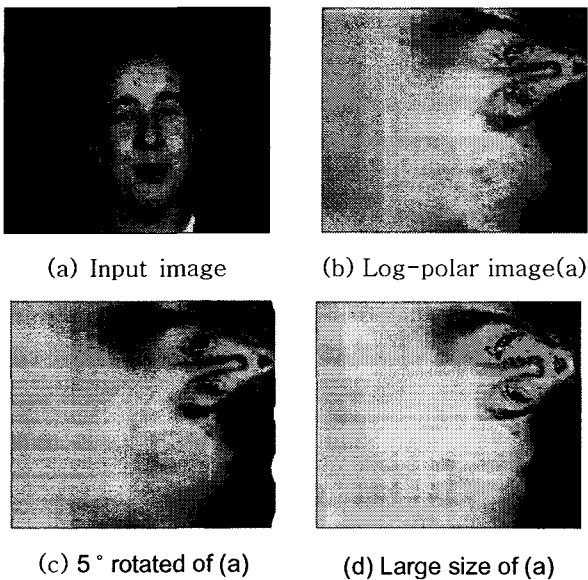 (a) Input image
(b) Log-polar image(a)
(c) 5° rotated of (a)
(d) Large size of (a)